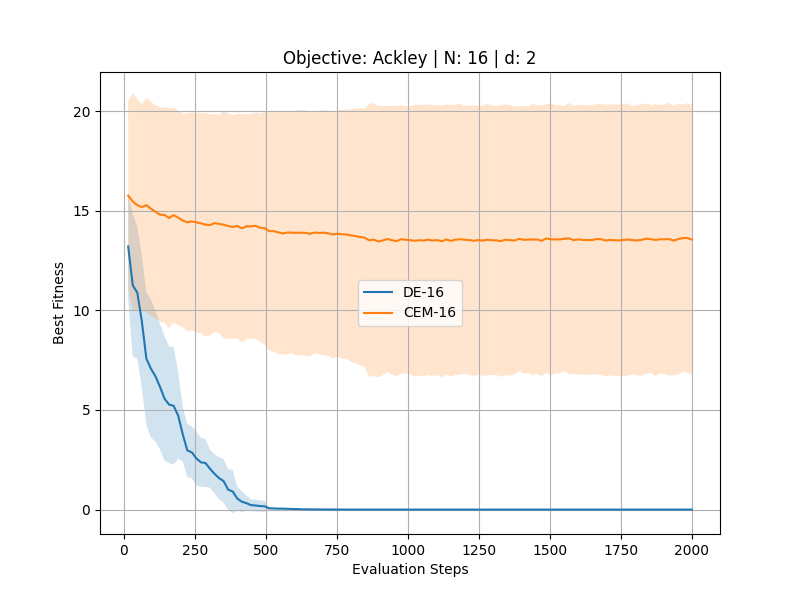 Objective: Ackley | N: 16 | d: 2
Best Fitness
20
15
10
5
0
DE-16
CEM-16
0 250 500 750 1000 1250 1500 1750 2000
Evaluation Steps